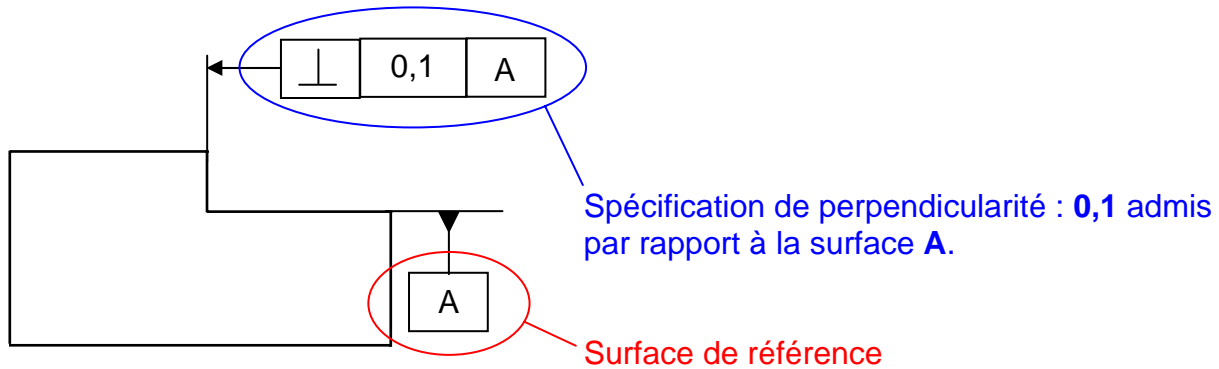 ⊥ 0,1 A
Spécification de perpendicularité : 0,1 admis
par rapport à la surface A.
A
Surface de référence